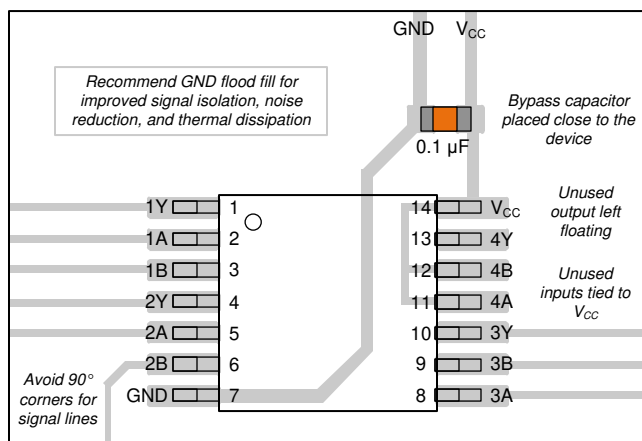 GND V_CC
Recommend GND flood fill for
improved signal isolation, noise
reduction, and thermal dissipation
Bypass capacitor
placed close to the
device
0.1 µF
1Y 1 14 V_CC
1A 2 13 4Y
1B 3 12 4B
2Y 4 11 4A
2A 5 10 3Y
2B 6 9 3B
GND 7 8 3A
Unused
output left
floating
Unused
inputs tied to
V_CC
Avoid 90°
corners for
signal lines